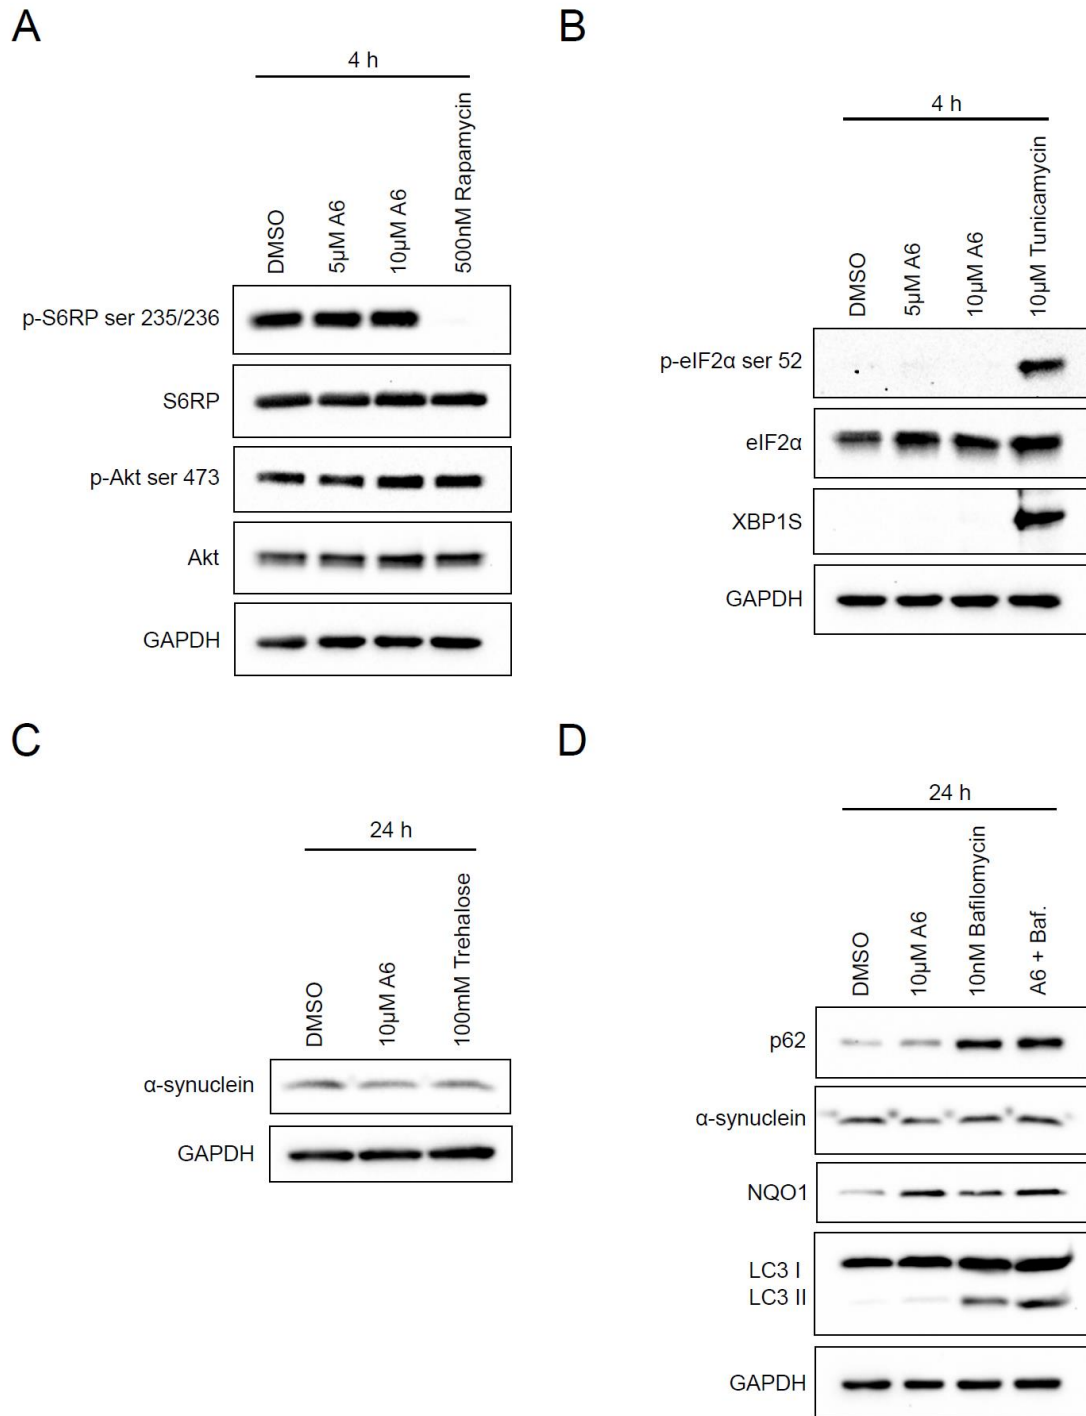 A
4 h
DMSO
5µM A6
10µM A6
500nM Rapamycin
p-S6RP ser 235/236
S6RP
p-Akt ser 473
Akt
GAPDH
B
4 h
DMSO
5µM A6
10µM A6
10µM Tunicamycin
p-eIF2α ser 52
eIF2α
XBP1S
GAPDH
C
24 h
DMSO
10µM A6
100mM Trehalose
α-synuclein
GAPDH
D
24 h
DMSO
10µM A6
10nM Bafilomycin
A6 + Baf.
p62
α-synuclein
NQO1
LC3 I
LC3 II
GAPDH